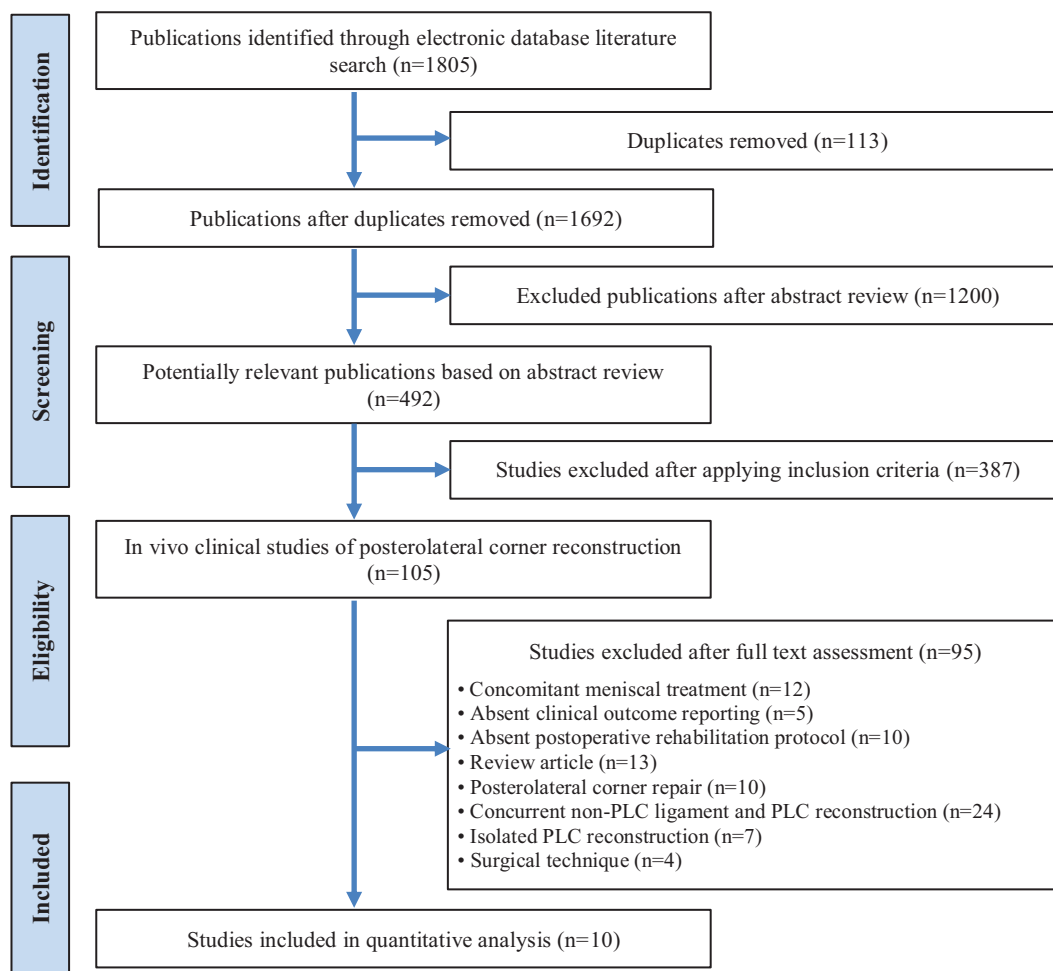 Identification
Publications identified through electronic database literature
search (n=1805)
Duplicates removed (n=113)
Publications after duplicates removed (n=1692)
Screening
Excluded publications after abstract review (n=1200)
Potentially relevant publications based on abstract review
(n=492)
Studies excluded after applying inclusion criteria (n=387)
Eligibility
In vivo clinical studies of posterolateral corner reconstruction
(n=105)
Studies excluded after full text assessment (n=95)
• Concomitant meniscal treatment (n=12)
• Absent clinical outcome reporting (n=5)
• Absent postoperative rehabilitation protocol (n=10)
• Review article (n=13)
• Posterolateral corner repair (n=10)
• Concurrent non-PLC ligament and PLC reconstruction (n=24)
• Isolated PLC reconstruction (n=7)
• Surgical technique (n=4)
Included
Studies included in quantitative analysis (n=10)